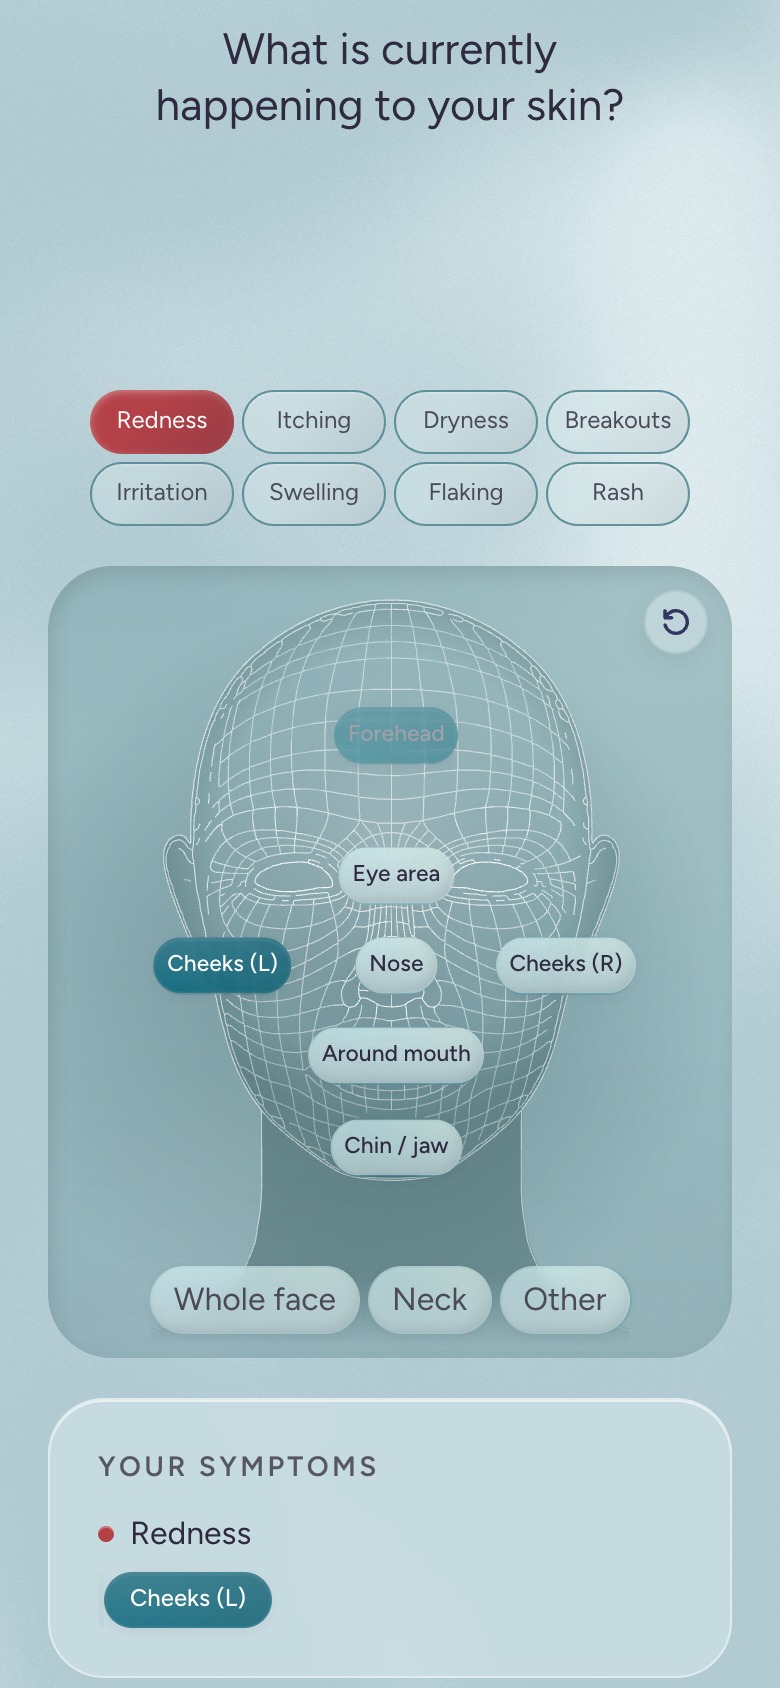 What is currently
happening to your skin?
Redness
Itching
Dryness
Breakouts
Irritation
Swelling
Flaking
Rash
Forehead
Eye area
Cheeks (L)
Nose
Cheeks (R)
Around mouth
Chin / jaw
Whole face
Neck
Other
YOUR SYMPTOMS
Redness
Cheeks (L)